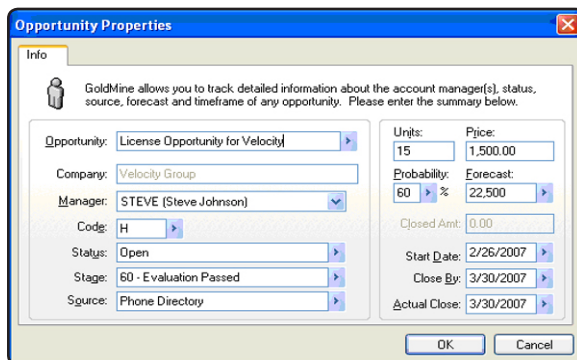 Opportunity Properties
Info
GoldMine allows you to track detailed information about the account manager(s), status,
source, forecast and timeframe of any opportunity. Please enter the summary below.
Opportunity: License Opportunity for Velocity
Company: Velocity Group
Manager: STEVE (Steve Johnson)
Code: H
Status: Open
Stage: 60 - Evaluation Passed
Source: Phone Directory
Units: Price:
15 1,500.00
Probability: Forecast:
60 % 22,500
Closed Amt: 0.00
Start Date: 2/26/2007
Close By: 3/30/2007
Actual Close: 3/30/2007
OK Cancel